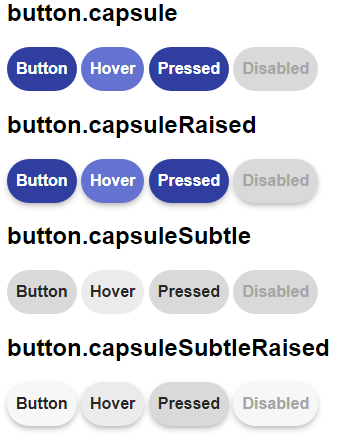 button.capsule
Button Hover Pressed Disabled
button.capsuleRaised
Button Hover Pressed Disabled
button.capsuleSubtle
Button Hover Pressed Disabled
button.capsuleSubtleRaised
Button Hover Pressed Disabled